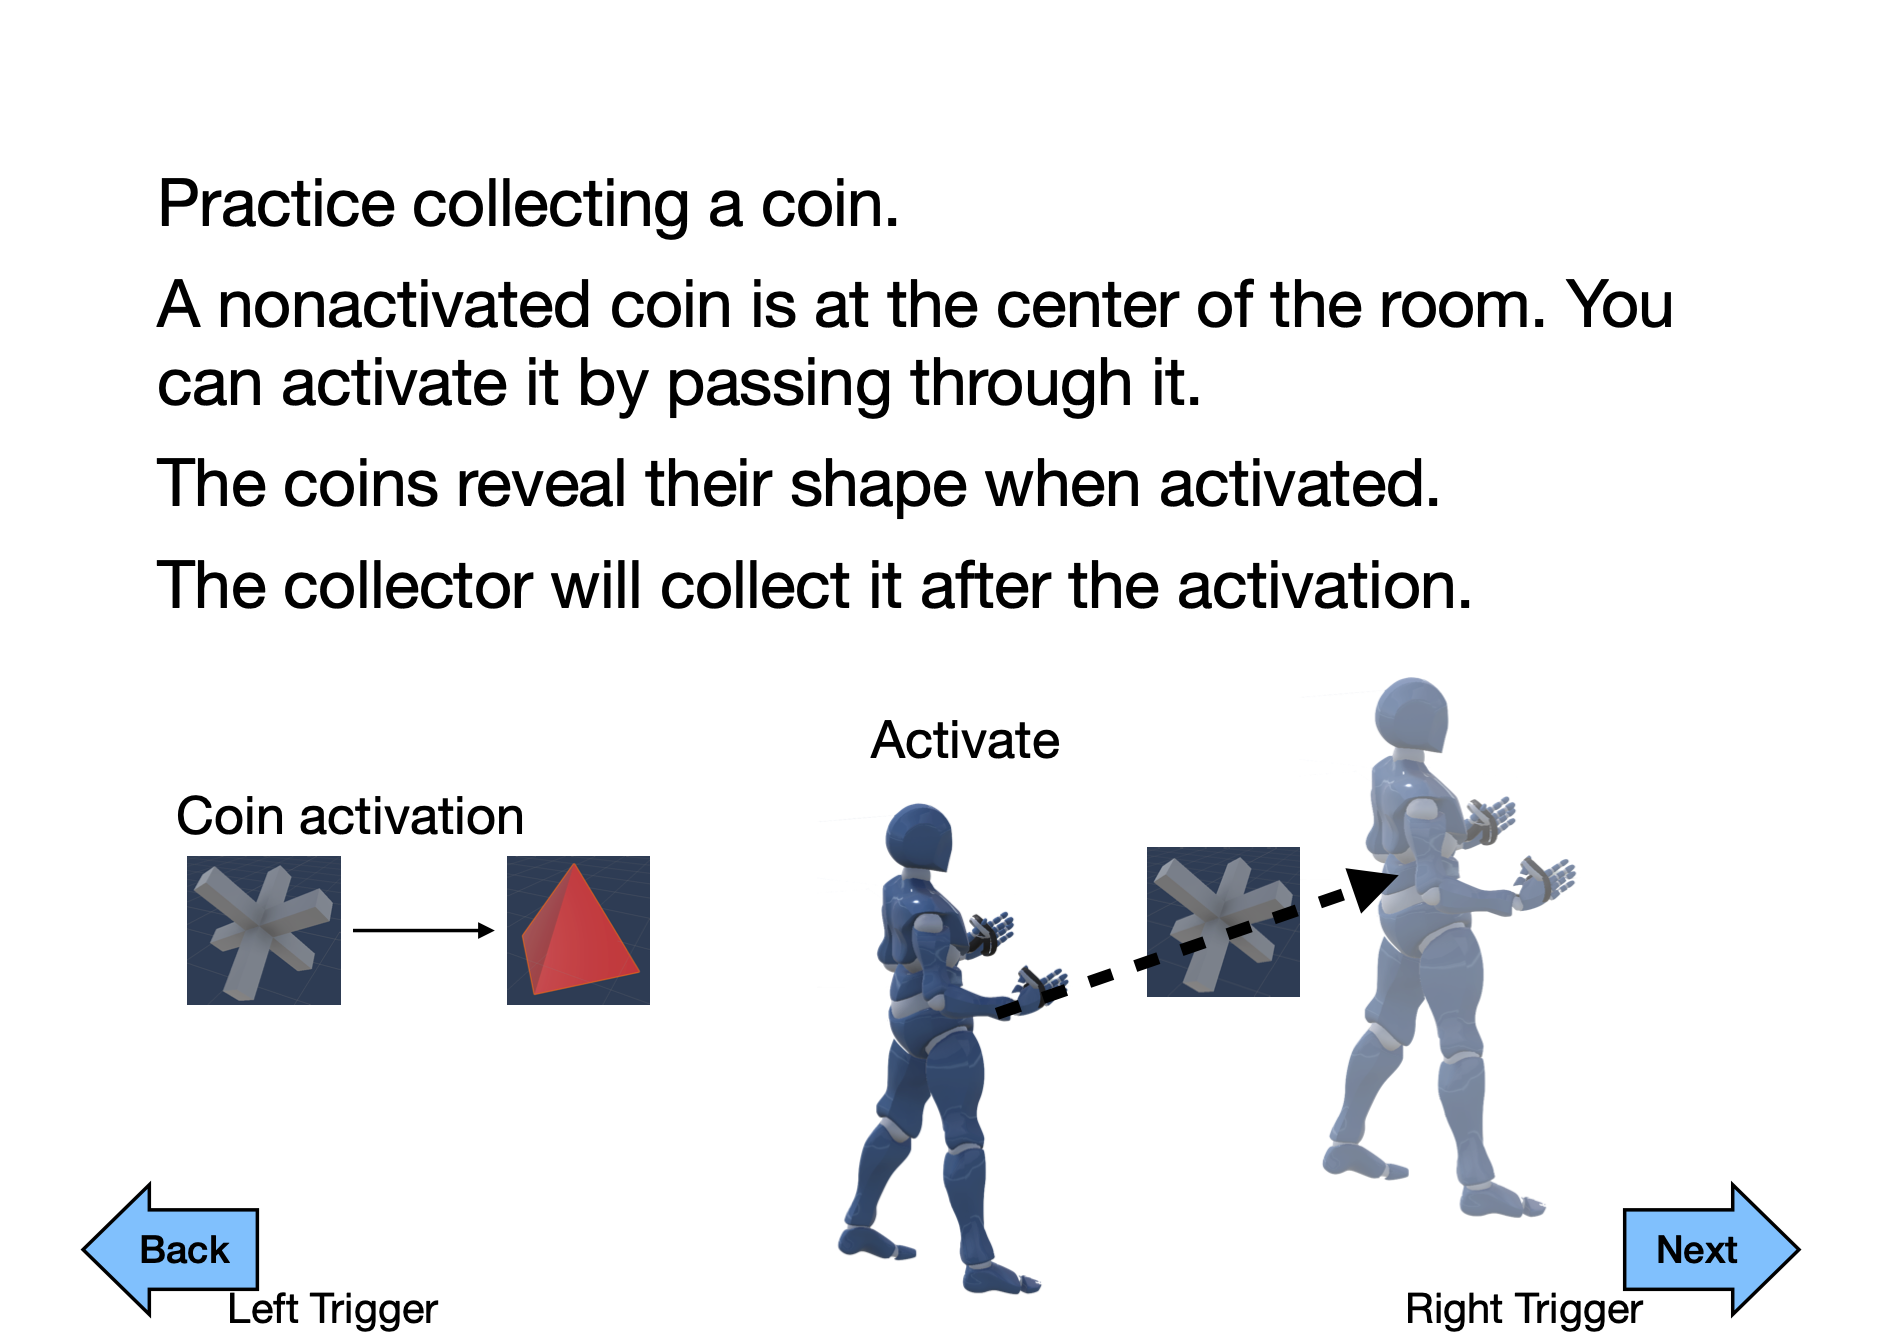 Practice collecting a coin.
A nonactivated coin is at the center of the room. You
can activate it by passing through it.
The coins reveal their shape when activated.
The collector will collect it after the activation.
Activate
Coin activation
Back
Next
Left Trigger
Right Trigger